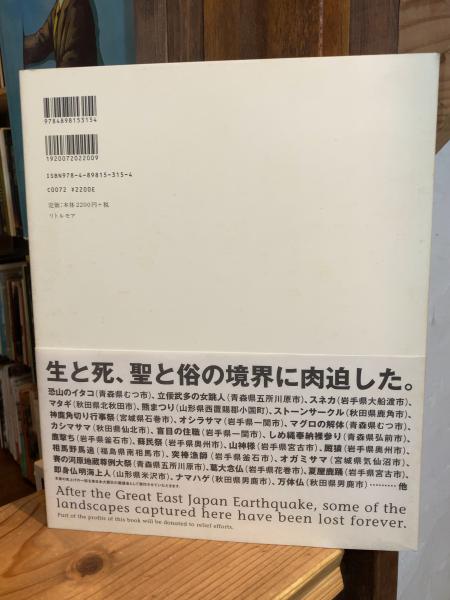 9784898153154
1920072022009
ISBN978-4-89815-315-4
C0072 ¥2200E
定価：本体2200円＋税
リトルモア
生と死、聖と俗の境界に肉迫した。
恐山のイタコ（青森県むつ市）、立佞武多の女跳人（青森県五所川原市）、スネカ（岩手県大船渡市）、
マタギ（秋田県北秋田市）、熊まつり（山形県西置賜郡小国町）、ストーンサークル（秋田県鹿角市）、
神鹿角切り行事祭（宮城県石巻市）、オシラサマ（岩手県一関市）、マグロの解体（青森県むつ市）、
カシマサマ（秋田県仙北市）、盲目の住職（岩手県一関市）、しめ縄奉納裸参り（青森県弘前市）、
鹿撃ち（岩手県釜石市）、蘇民祭（岩手県奥州市）、山神様（岩手県宮古市）、（岩手県奥州市）、
相馬野馬追（福島県南相馬市）、突棒漁師（岩手県釜石市）、オガミサマ（宮城県気仙沼市）、
賽の河原地蔵尊例大祭（青森県五所川原市）、葛大念仏（岩手県花巻市）、夏屋鹿踊（岩手県宮古市）、
即身仏明海上人（山形県米沢市）、ナマハゲ（秋田県男鹿市）、万体仏（秋田県男鹿市）………他
After the Great East Japan Earthquake, some of the
landscapes captured here have been lost forever.
Part of the profits of this book will be donated to relief efforts.